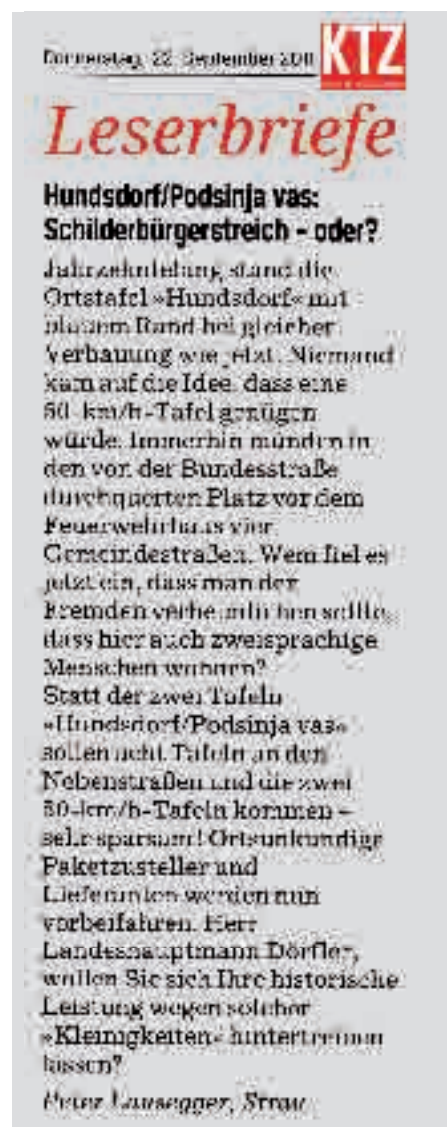 Donnerstag, 22. September 2011
KTZ
Leserbriefe
Hundsdorf/Podsinja vas:
Schilderbürgerstreich – oder?
Jahrzehntelang stand die
Ortstafel »Hundsdorf« mit
blauem Rand bei gleicher
Verbauung wie jetzt. Niemand
kam auf die Idee, dass eine
50-km/h-Tafel genügen
würde. Immerhin münden in
den von der Bundesstraße
durchquerten Platz vor dem
Feuerwehrhaus vier
Gemeindestraßen. Wem fiel es
jetzt ein, dass man den
Fremden verheimlichen sollte,
dass hier auch zweisprachige
Menschen wohnen?
Statt der zwei Tafeln
»Hundsdorf/Podsinja vas«
sollen acht Tafeln an den
Nebenstraßen und die zwei
50-km/h-Tafeln kommen –
sehr sparsam! Ortsunkundige
Paketzusteller und
Lieferanten werden nun
vorbeifahren. Herr
Landeshauptmann Dörfler,
wollen Sie sich Ihre historische
Leistung wegen solcher
»Kleinigkeiten« hintertreiben
lassen?
Peter Lausegger,